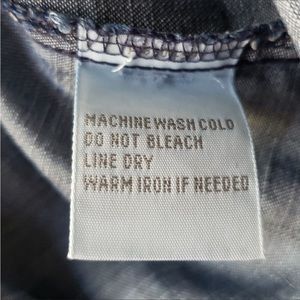 MACHINE WASH COLD
DO NOT BLEACH
LINE DRY
WARM IRON IF NEEDED